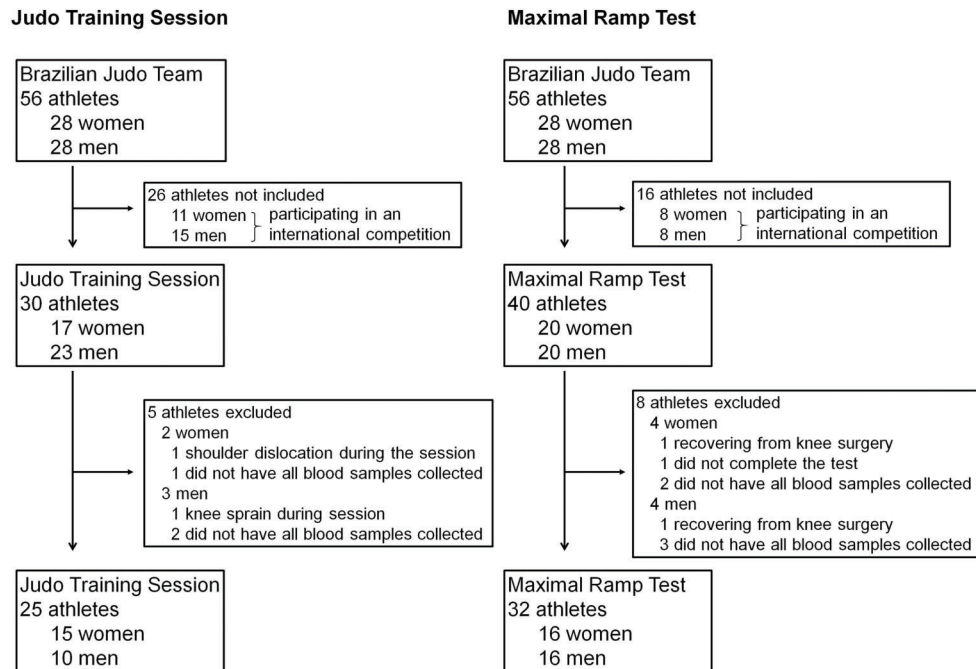 Judo Training Session
Brazilian Judo Team
56 athletes
28 women
28 men
26 athletes not included
11 women
15 men
participating in an
international competition
Judo Training Session
30 athletes
17 women
23 men
5 athletes excluded
2 women
1 shoulder dislocation during the session
1 did not have all blood samples collected
3 men
1 knee sprain during session
2 did not have all blood samples collected
Judo Training Session
25 athletes
15 women
10 men
Maximal Ramp Test
Brazilian Judo Team
56 athletes
28 women
28 men
16 athletes not included
8 women
8 men
participating in an
international competition
Maximal Ramp Test
40 athletes
20 women
20 men
8 athletes excluded
4 women
1 recovering from knee surgery
1 did not complete the test
2 did not have all blood samples collected
4 men
1 recovering from knee surgery
3 did not have all blood samples collected
Maximal Ramp Test
32 athletes
16 women
16 men